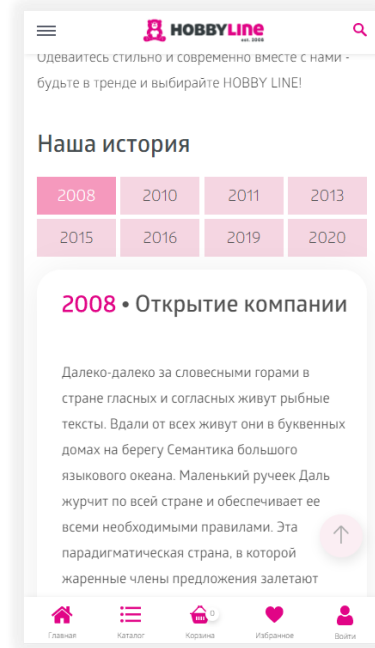 HOBBYLINE
est. 2008
Одевайтесь стильно и современно вместе с нами -
будьте в тренде и выбирайте HOBBY LINE!
Наша история
2008 2010 2011 2013
2015 2016 2019 2020
2008 • Открытие компании
Далеко-далеко за словесными горами в
стране гласных и согласных живут рыбные
тексты. Вдали от всех живут они в буквенных
домах на берегу Семантика большого
языкового океана. Маленький ручеек Даль
журчит по всей стране и обеспечивает ее
всеми необходимыми правилами. Эта
парадигматическая страна, в которой
жаренные члены предложения залетают
0
Главная Каталог Корзина Избранное Войти